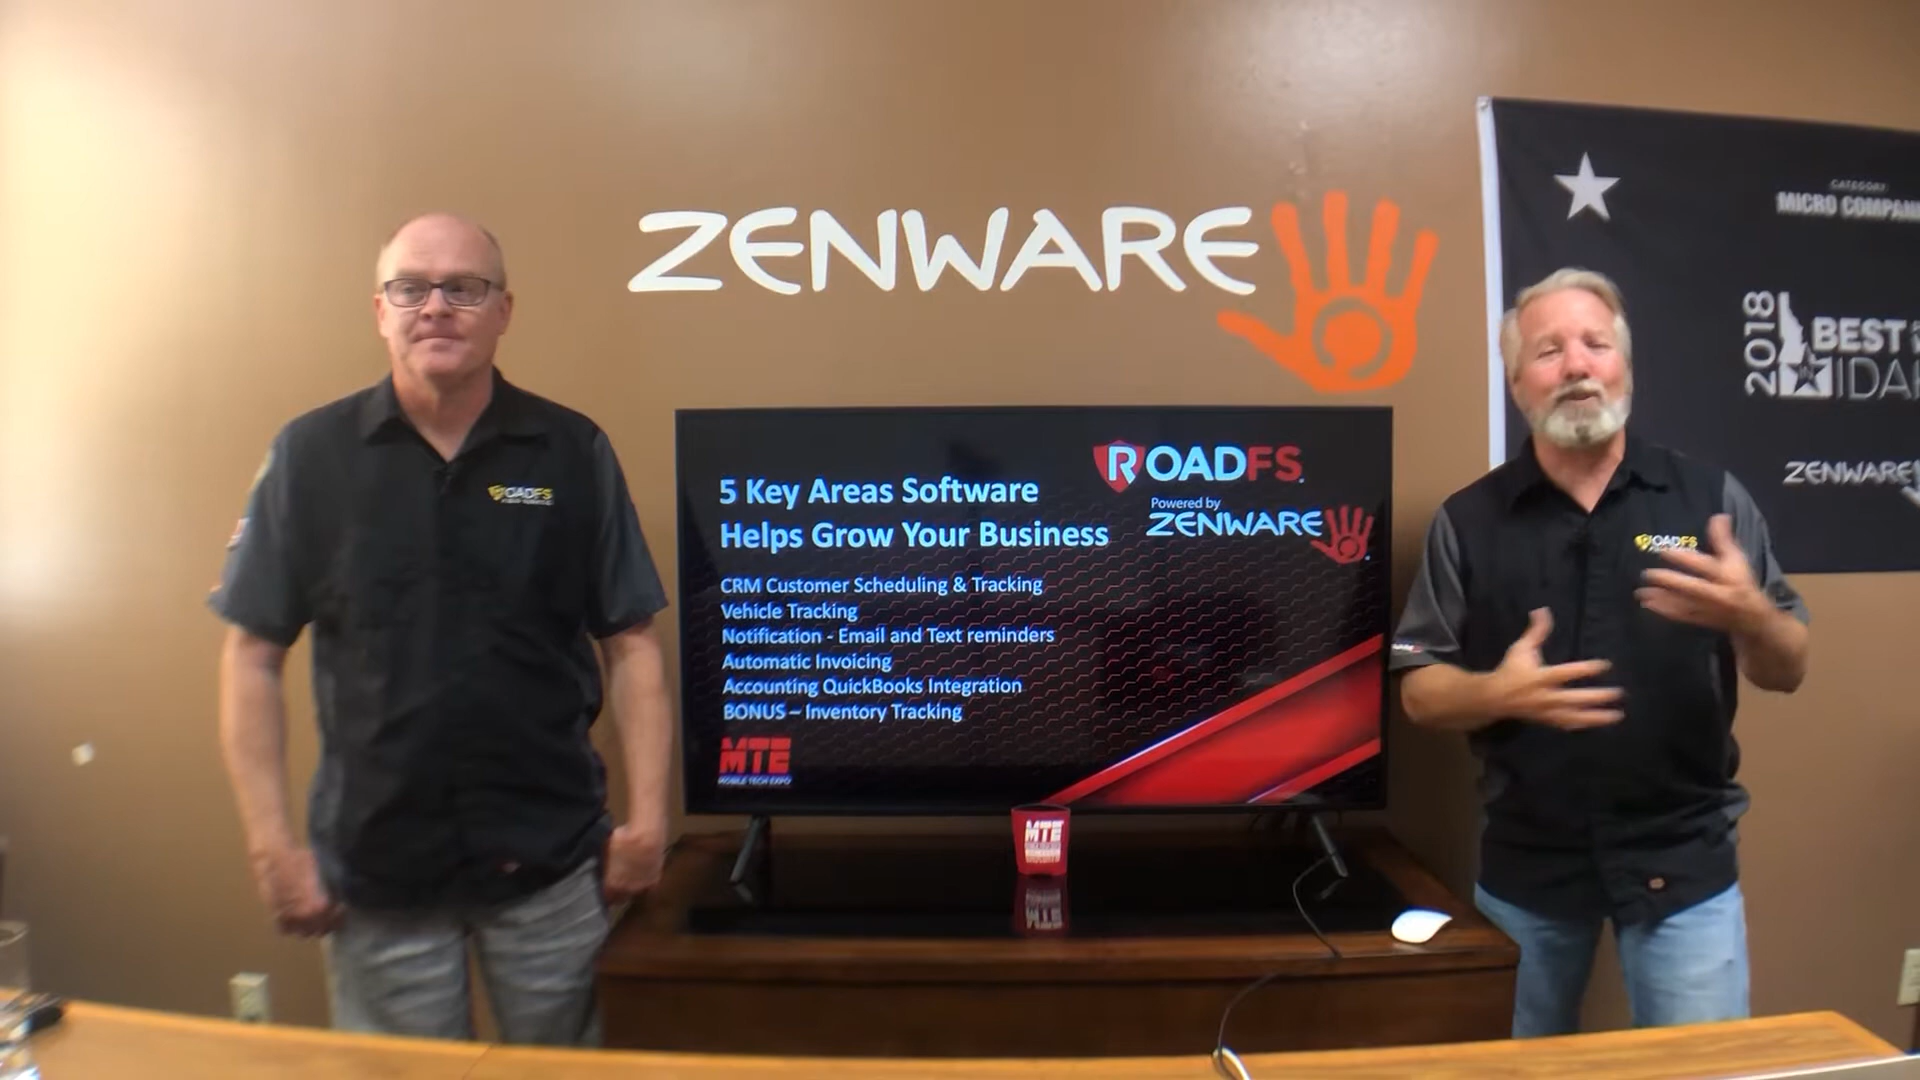 ZENWARE
CATEGORY
MICRO COMPAN
2018
BEST
IN
IDAH
ZENWARE
ROADFS
ROADFS
ROADFS.
Powered by
ZENWARE
5 Key Areas Software
Helps Grow Your Business
CRM Customer Scheduling & Tracking
Vehicle Tracking
Notification - Email and Text reminders
Automatic Invoicing
Accounting QuickBooks Integration
BONUS – Inventory Tracking
MTE
MOBILE TECH EXPO
MTE